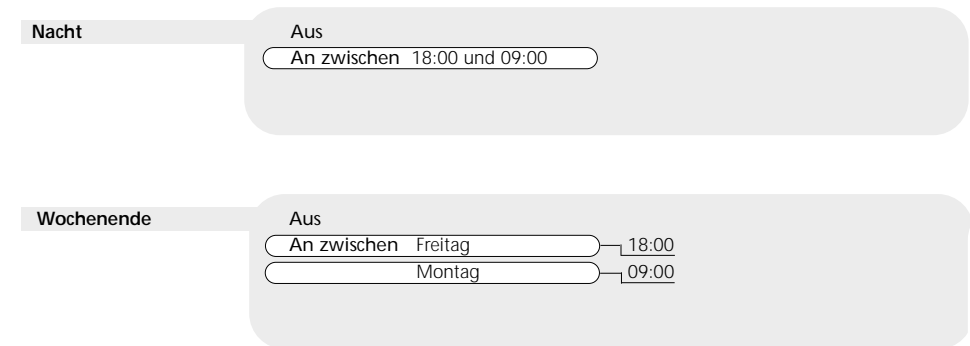 Nacht Aus
An zwischen 18:00 und 09:00
Wochenende Aus
An zwischen Freitag 18:00
Montag 09:00